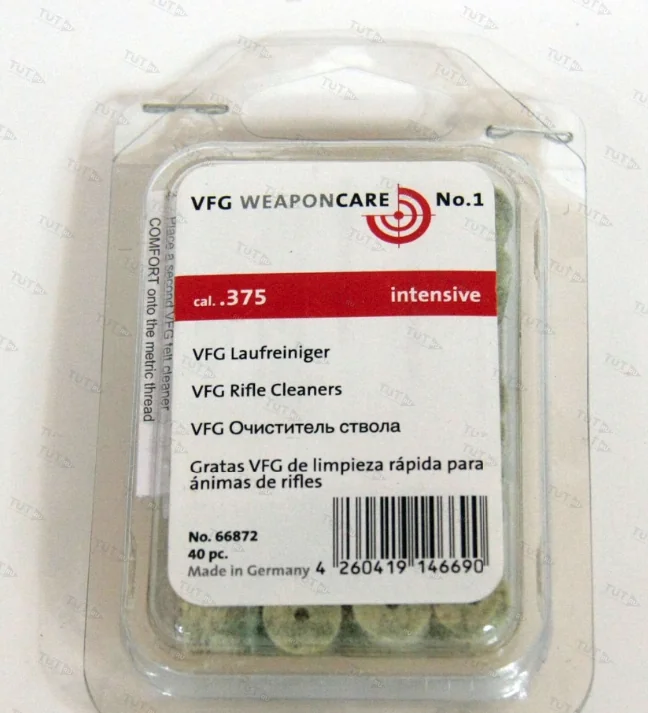 VFG WEAPONCARE No.1
cal. .375 intensive
VFG Laufreiniger
VFG Rifle Cleaners
VFG Очиститель ствола
Gratas VFG de limpieza rápida para
ánimas de rifles
No. 66872
40 pc.
Made in Germany
4 260419 146690
Place a second VFG felt cleaner
COMFORT onto the metric thread
TUT